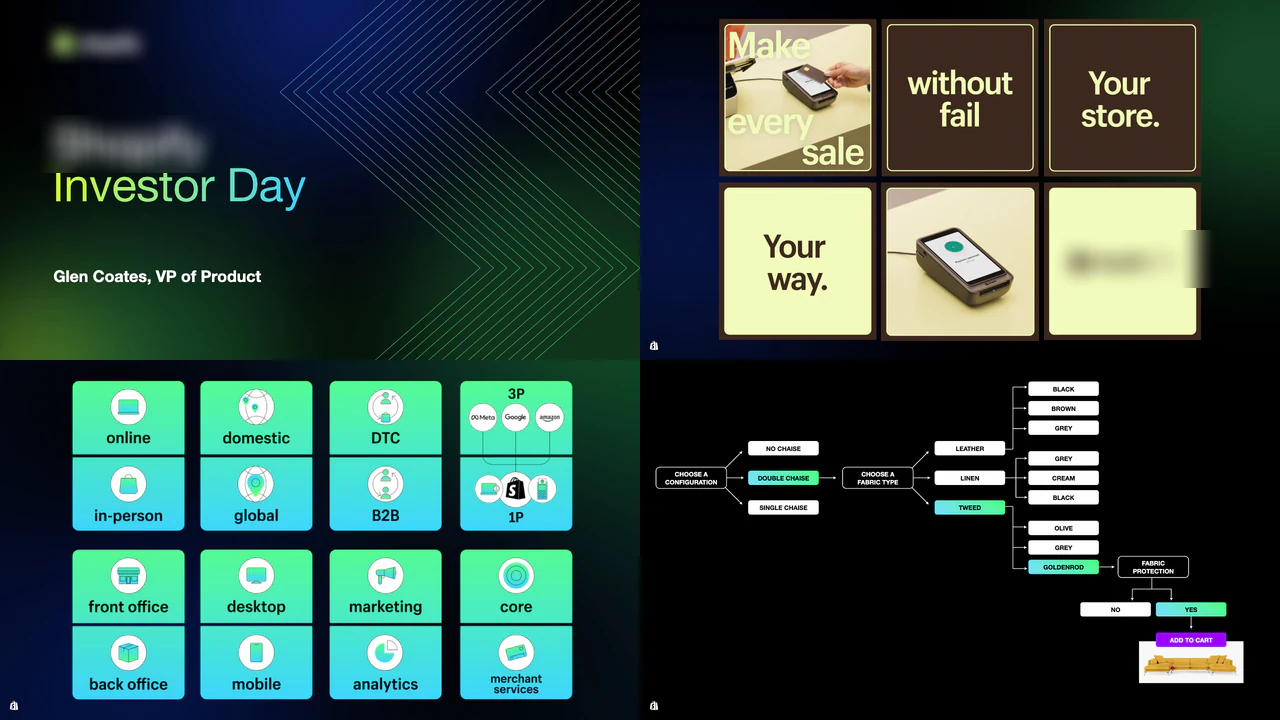 Investor Day
Glen Coates, VP of Product
Make
every
sale
without
fail
Your
store.
Your
way.
online
in-person
domestic
global
DTC
B2B
3P
Meta
Google
amazon
1P
front office
back office
desktop
mobile
marketing
analytics
core
merchant
services
CHOOSE A
CONFIGURATION
NO CHAISE
DOUBLE CHAISE
SINGLE CHAISE
CHOOSE A
FABRIC TYPE
LEATHER
LINEN
TWEED
BLACK
BROWN
GREY
GREY
CREAM
BLACK
OLIVE
GREY
GOLDENROD
FABRIC
PROTECTION
NO
YES
ADD TO CART